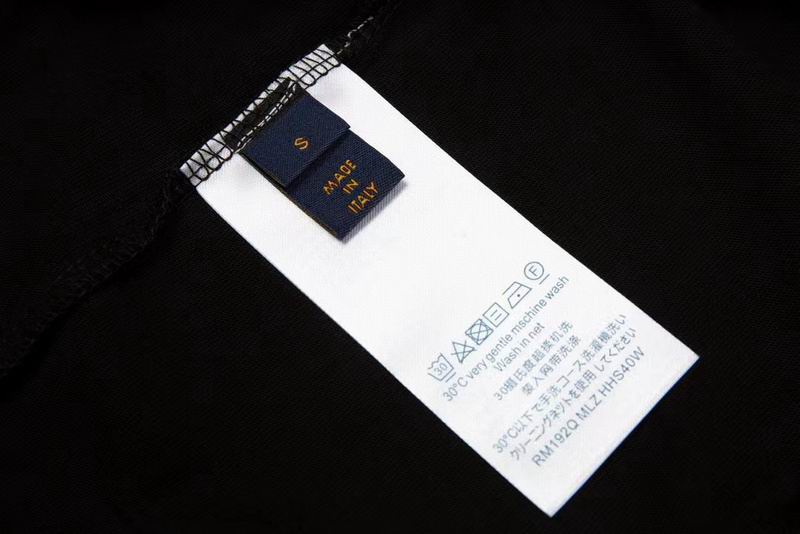 S
MADE
IN
ITALY
30 F
30°C very gentle mschine wash
Wash in net
30摄氏度超揉机洗
装入网带洗涤
30°C以下で手洗コース洗濯機洗い
クリーニングネットを使用してください
RM192Q MLZ HHS40W